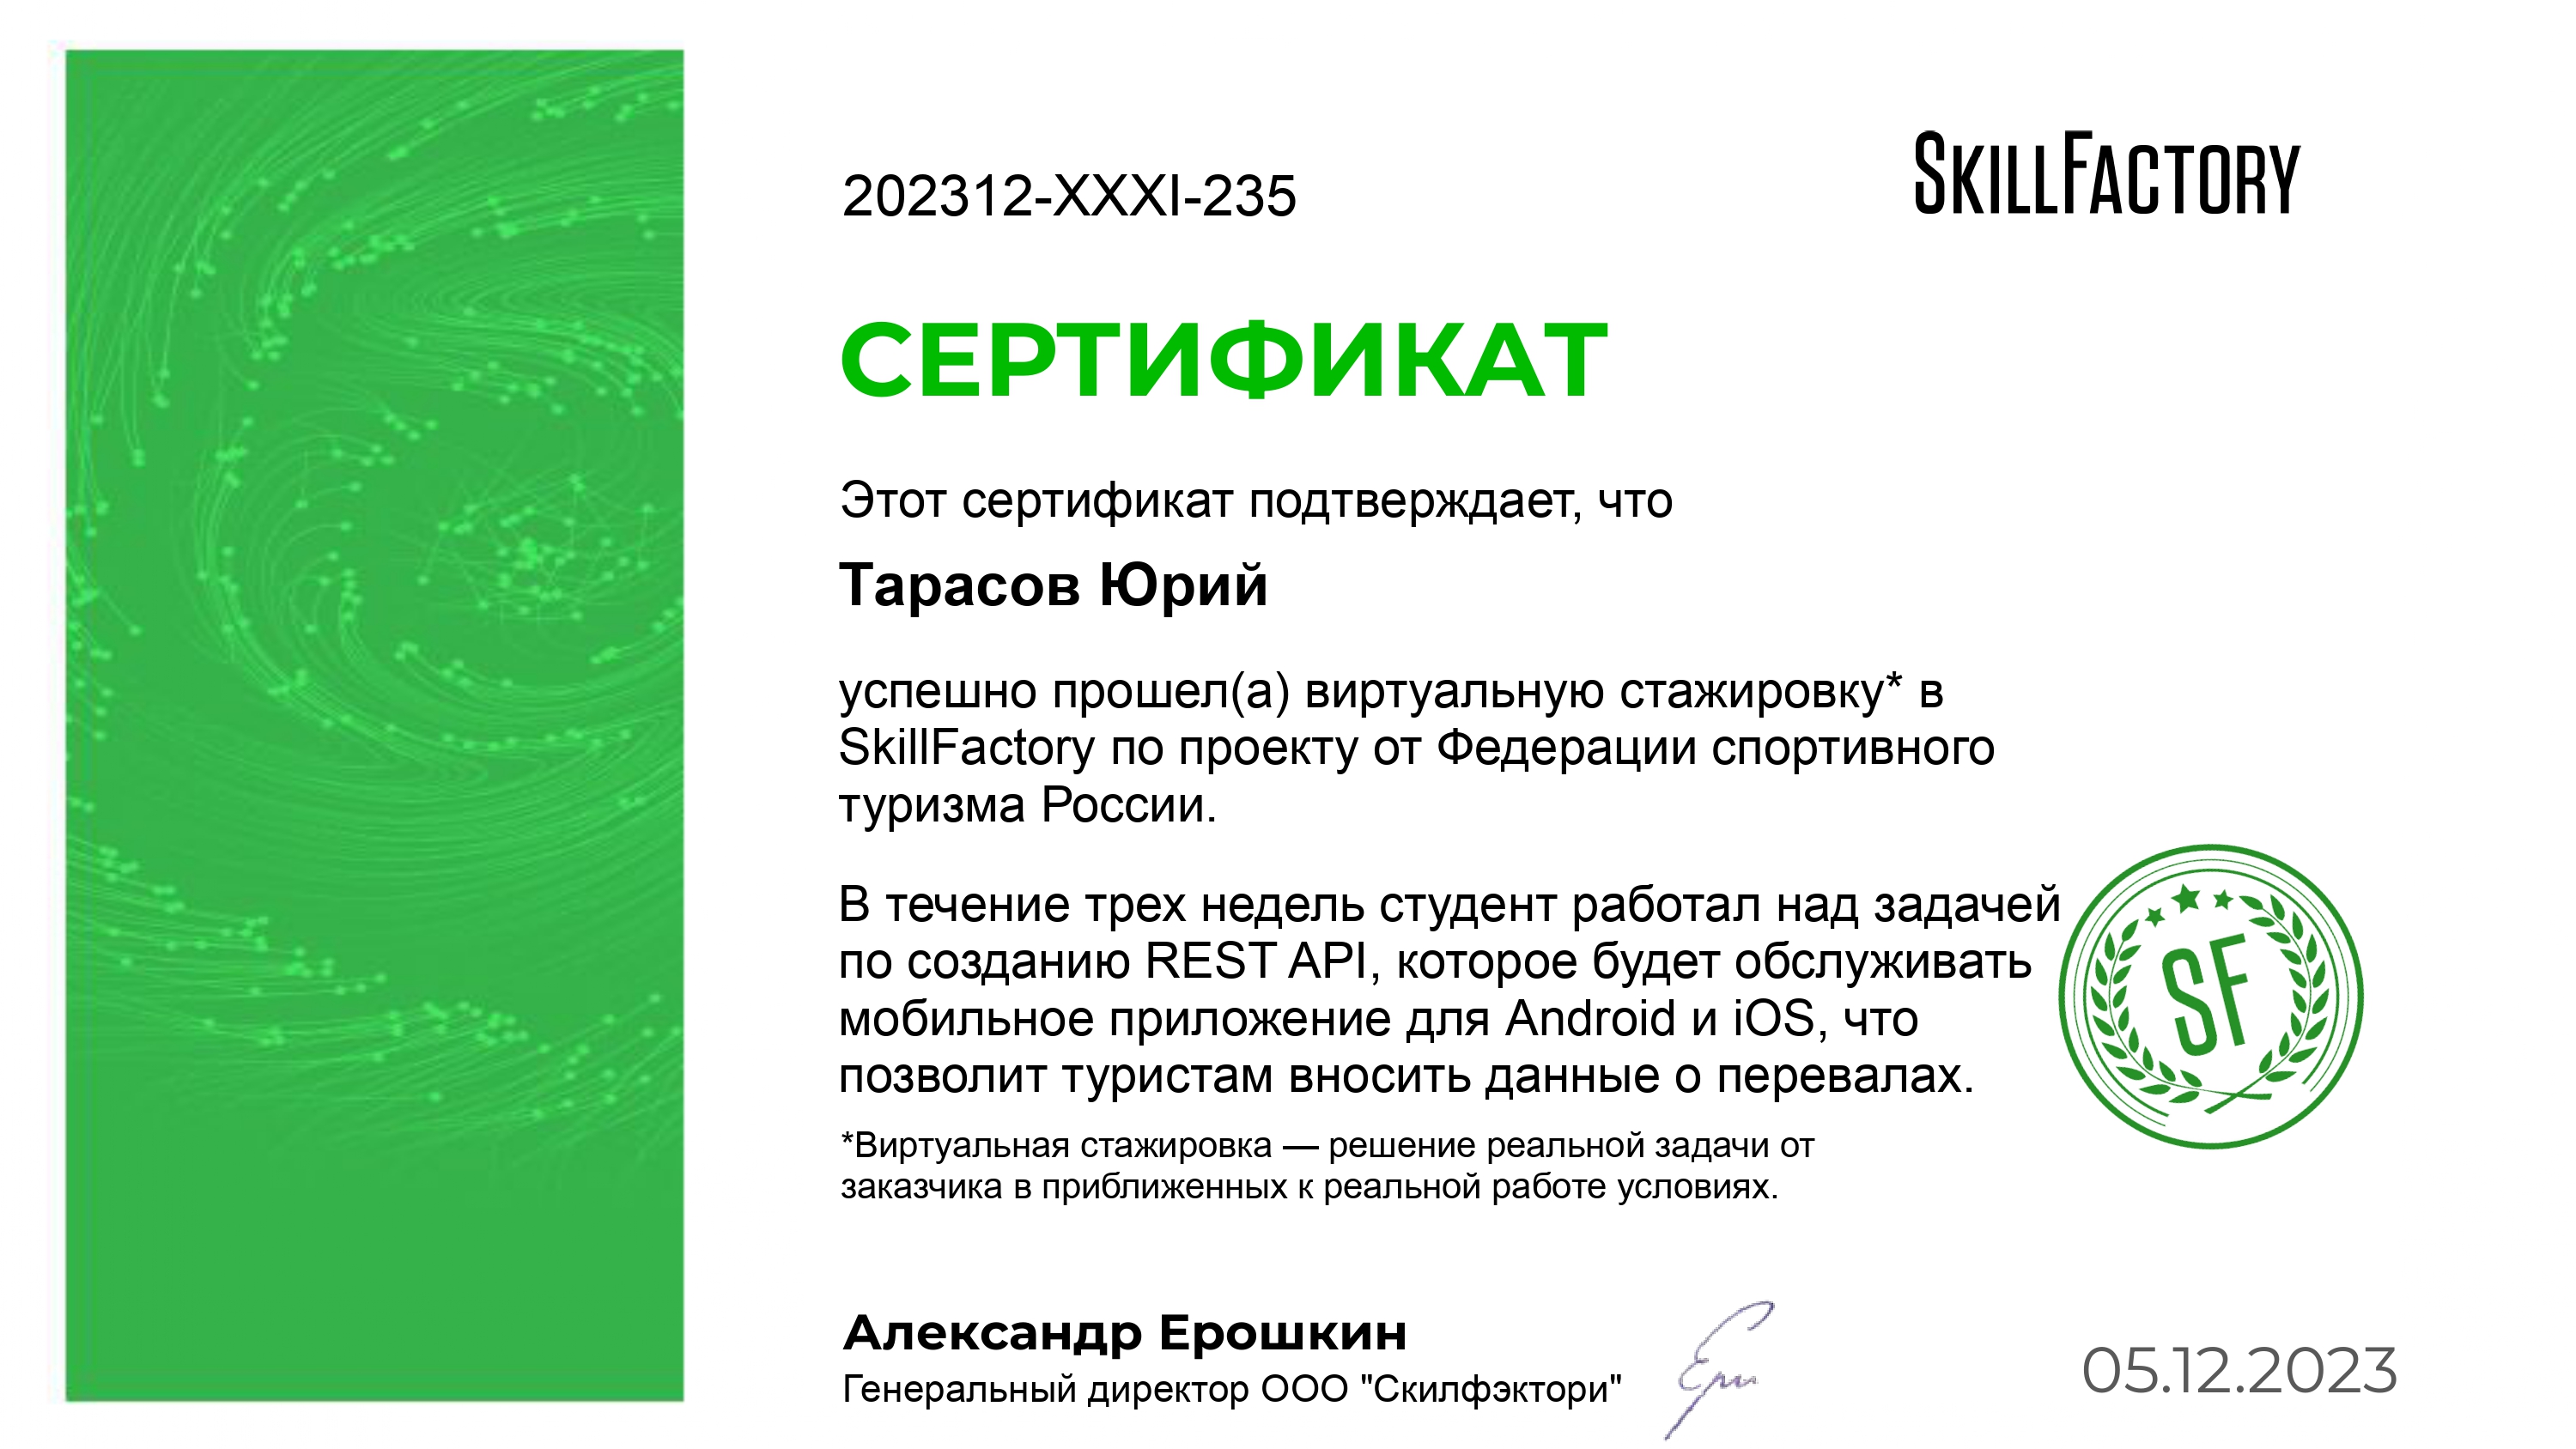 202312-XXXI-235
SKILLFACTORY
СЕРТИФИКАТ
Этот сертификат подтверждает, что
Тарасов Юрий
успешно прошел(а) виртуальную стажировку* в
SkillFactory по проекту от Федерации спортивного
туризма России.
В течение трех недель студент работал над задачей
по созданию REST API, которое будет обслуживать
мобильное приложение для Android и iOS, что
позволит туристам вносить данные о перевалах.
SF
*Виртуальная стажировка — решение реальной задачи от
заказчика в приближенных к реальной работе условиях.
Александр Ерошкин
Генеральный директор ООО "Скилфэктори"
05.12.2023